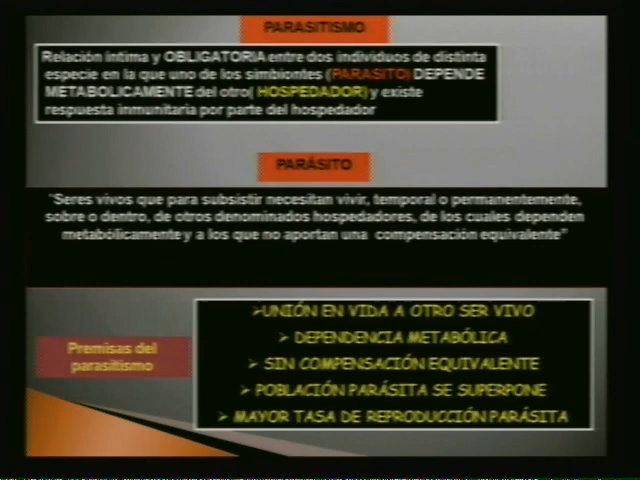 PARASITISMO
Relación íntima y OBLIGATORIA entre dos individuos de distinta
especie en la que uno de los simbiontes (PARASITO) DEPENDE
METABOLICAMENTE del otro( HOSPEDADOR) y existe
respuesta inmunitaria por parte del hospedador
PARÁSITO
"Seres vivos que para subsistir necesitan vivir, temporal o permanentemente,
sobre o dentro, de otros denominados hospedadores, de los cuales dependen
metabólicamente y a los que no aportan una compensación equivalente"
Premisas del
parasitismo
➢UNIÓN EN VIDA A OTRO SER VIVO
➢ DEPENDENCIA METABÓLICA
➢ SIN COMPENSACIÓN EQUIVALENTE
➢ POBLACIÓN PARÁSITA SE SUPERPONE
➢ MAYOR TASA DE REPRODUCCIÓN PARÁSITA